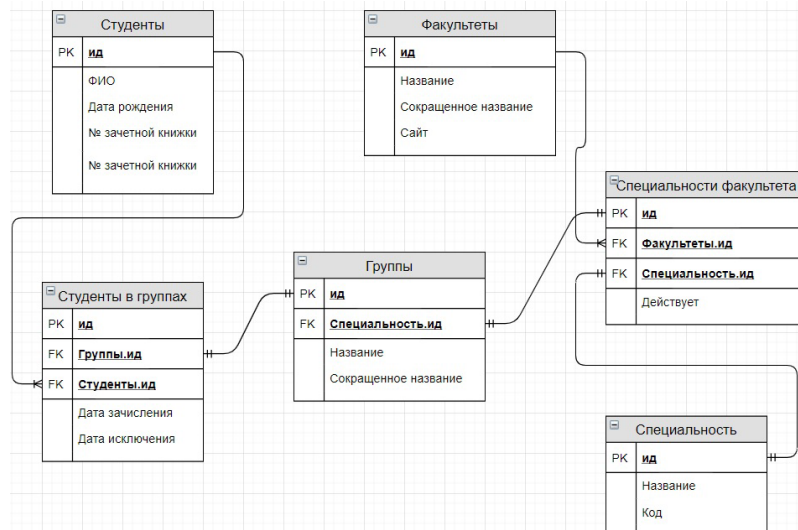 Студенты
PK ид
ФИО
Дата рождения
№ зачетной книжки
№ зачетной книжки
Факультеты
PK ид
Название
Сокращенное название
Сайт
Специальности факультета
PK ид
FK Факультеты.ид
FK Специальность.ид
Действует
Группы
PK ид
FK Специальность.ид
Название
Сокращенное название
Студенты в группах
PK ид
FK Группы.ид
FK Студенты.ид
Дата зачисления
Дата исключения
Специальность
PK ид
Название
Код